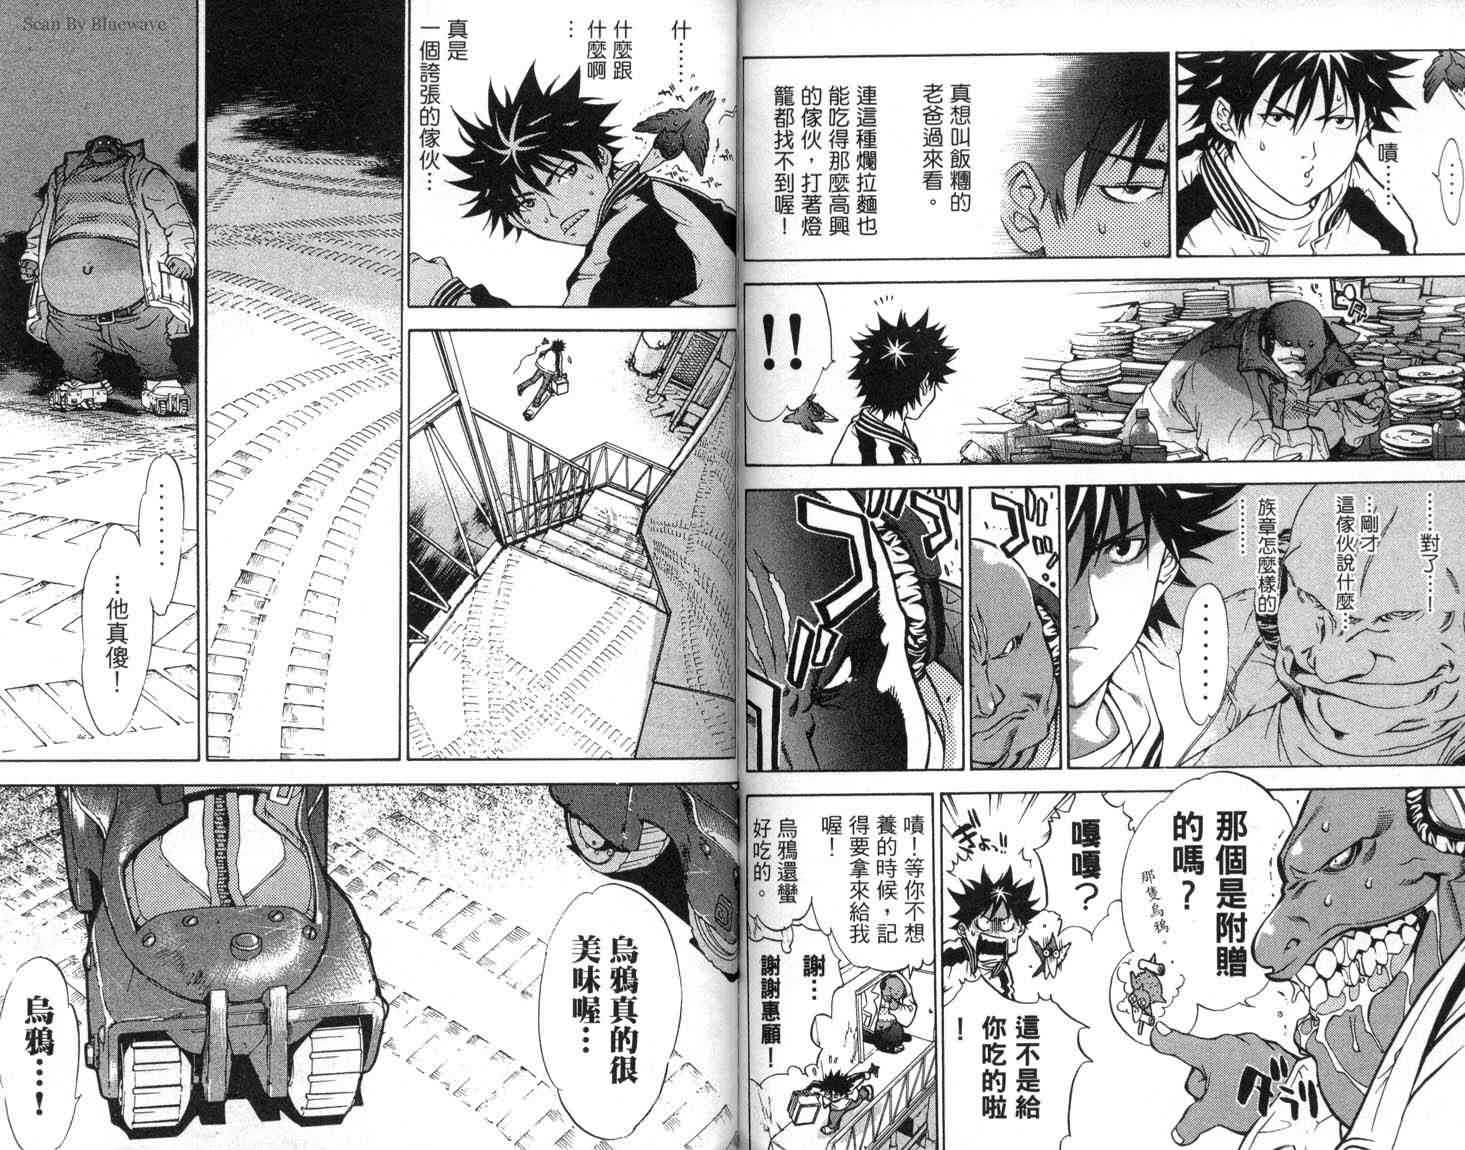 Scan By Bluewave
…
嘖……
真想叫飯糰的
老爸過來看。
連這種爛拉麵也
能吃得那麼高興
的傢伙，打著燈
籠都找不到喔！
!!
……對了…！
…剛才
這傢伙說什麼…
族章怎麼樣的
……
………
那個是附贈
的嗎？
那隻烏鴉。
嘎嘎？
這不是給
你吃的啦
！
嘖！等你不想
養的時候，記
得要拿來給我
喔！
烏鴉還蠻
好吃的。
謝…
謝謝惠顧！
什……
什麼跟
什麼啊
…
真是
一個誇張的傢伙…
………
…他真傻！
烏鴉真的很
美味喔…
烏鴉…！